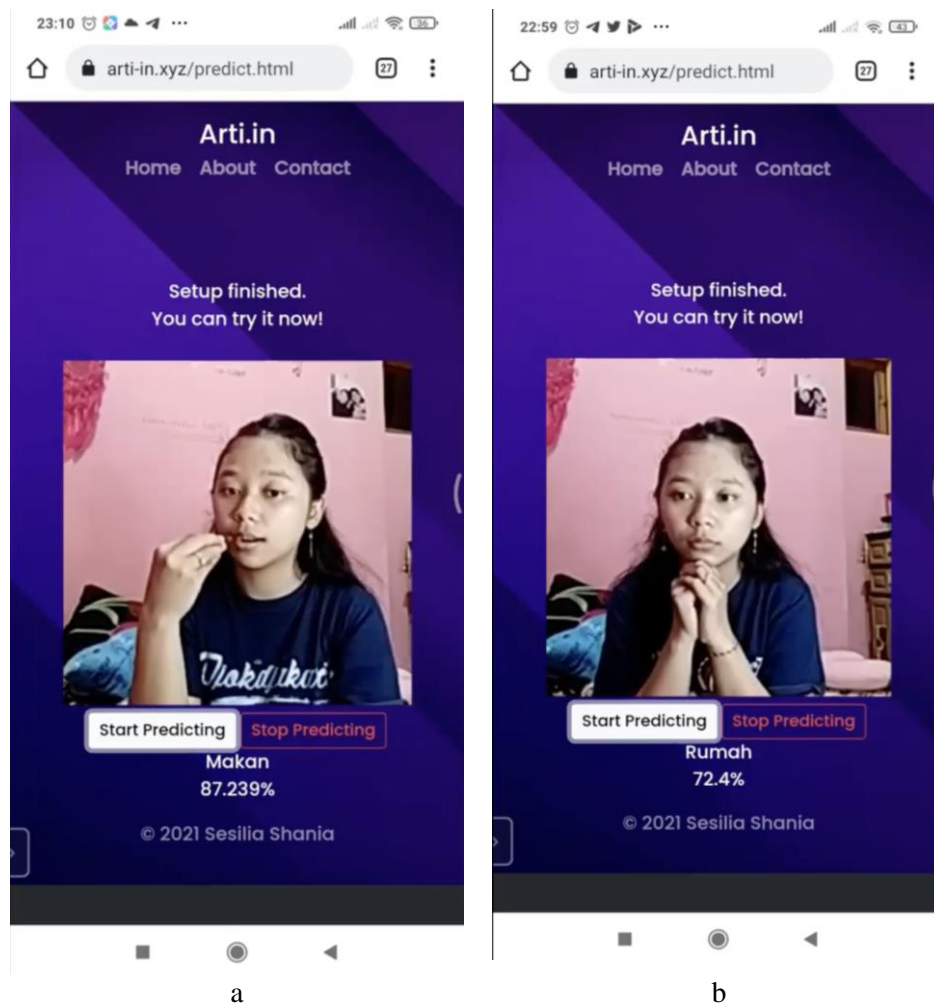 23:10
36
arti-in.xyz/predict.html
27
Arti.in
Home About Contact
Setup finished.
You can try it now!
Start Predicting Stop Predicting
Makan
87.239%
© 2021 Sesilia Shania
a
22:59
43
arti-in.xyz/predict.html
27
Arti.in
Home About Contact
Setup finished.
You can try it now!
Start Predicting Stop Predicting
Rumah
72.4%
© 2021 Sesilia Shania
b